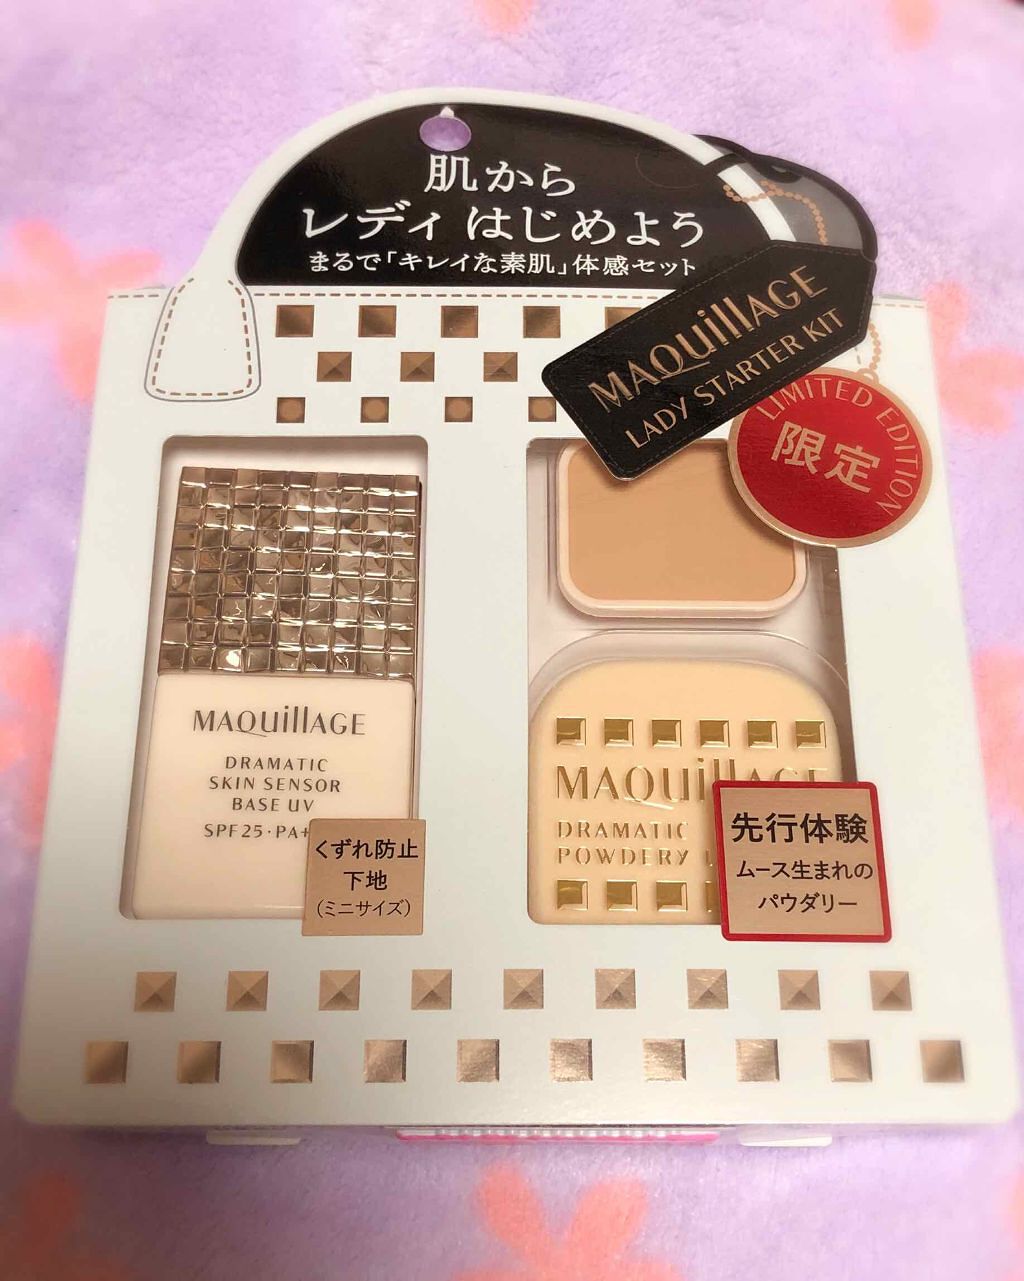 肌から
レディ はじめよう
まるで「キレイな素肌」体感セット
MAQuillAGE
LADY STARTER KIT
LIMITED EDITION
限定
MAQuillAGE
DRAMATIC
SKIN SENSOR
BASE UV
SPF25・PA+
くずれ防止
下地
(ミニサイズ)
MAQuillAGE
DRAMATIC
POWDERY
先行体験
ムース生まれの
パウダリー